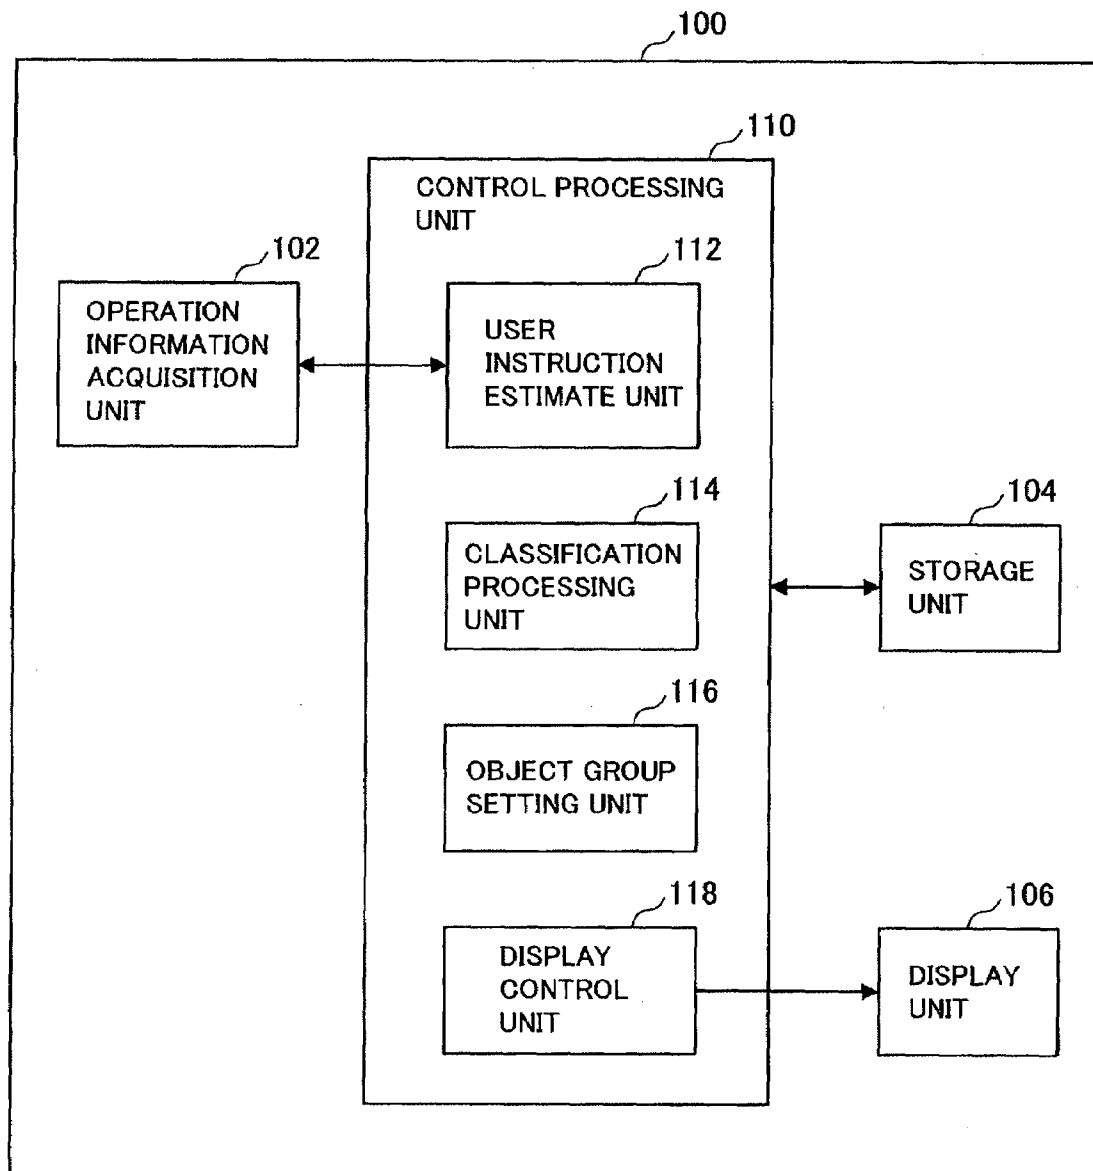 100
110
CONTROL PROCESSING
UNIT
102
OPERATION
INFORMATION
ACQUISITION
UNIT
112
USER
INSTRUCTION
ESTIMATE UNIT
114
CLASSIFICATION
PROCESSING
UNIT
104
STORAGE
UNIT
116
OBJECT GROUP
SETTING UNIT
118
DISPLAY
CONTROL
UNIT
106
DISPLAY
UNIT